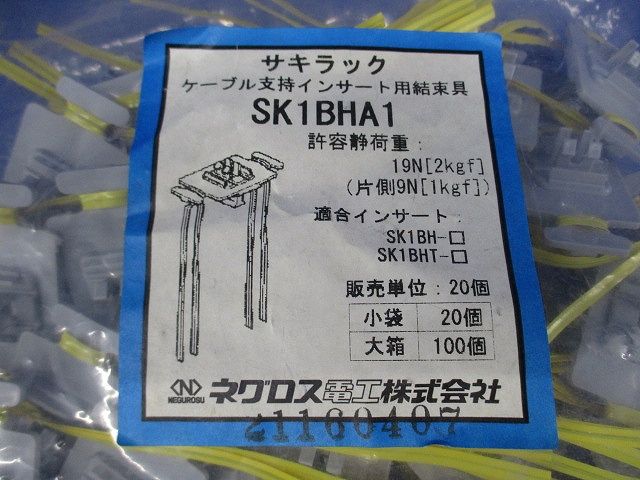 サキラック
ケーブル支持インサート用結束具
SK1BHA1
許容静荷重：
19N[2kgf]
(片側9N[1kgf])
適合インサート：
SK1BH-□
SK1BHT-□
販売単位：20個
小袋 20個
大箱 100個
N
NEGUROSU
ネグロス電工株式会社
21160407